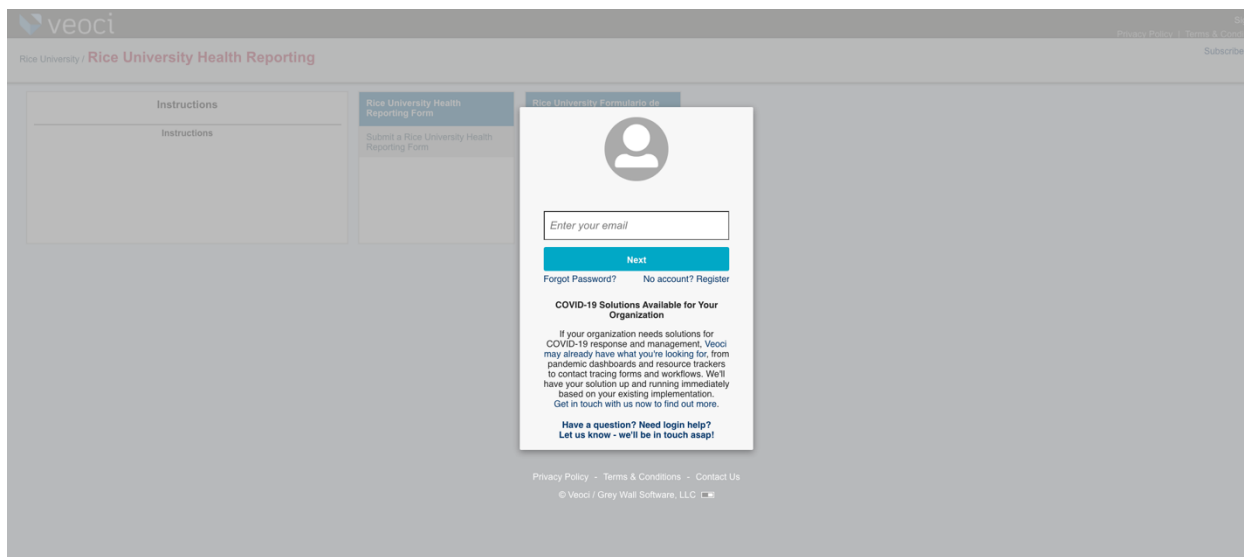 veoci
Privacy Policy | Terms &
Rice University / Rice University Health Reporting
Subscribe
Instructions
Instructions
Rice University Health
Reporting Form
Submit a Rice University Health
Reporting Form
Rice University Formulario de
Enter your email
Next
Forgot Password?
No account? Register
COVID-19 Solutions Available for Your
Organization
If your organization needs solutions for
COVID-19 response and management, Veoci
may already have what you're looking for, from
pandemic dashboards and resource trackers
to contact tracing forms and workflows. We'll
have your solution up and running immediately
based on your existing implementation.
Get in touch with us now to find out more.
Have a question? Need login help?
Let us know - we'll be in touch asap!
Privacy Policy - Terms & Conditions - Contact Us
© Veoci / Grey Wall Software, LLC